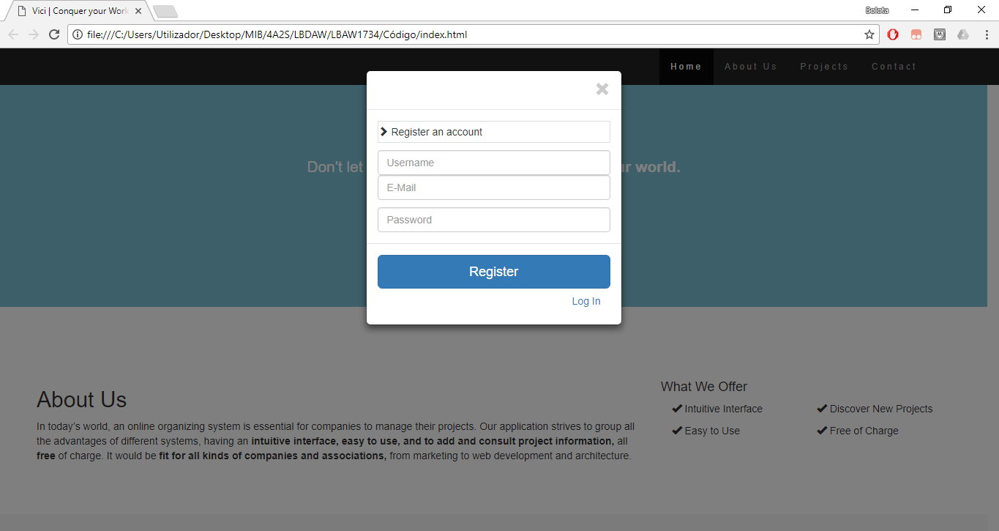 Vici | Conquer your Worl
Bolota
file:///C:/Users/Utilizador/Desktop/MIB/4A2S/LBDAW/LBAW1734/Código/index.html
Home About Us Projects Contact
Register an account
Username
E-Mail
Password
Register
Log In
Don't let
ur world.
About Us
In today's world, an online organizing system is essential for companies to manage their projects. Our application strives to group all
the advantages of different systems, having an intuitive interface, easy to use, and to add and consult project information, all
free of charge. It would be fit for all kinds of companies and associations, from marketing to web development and architecture.
What We Offer
Intuitive Interface
Discover New Projects
Easy to Use
Free of Charge